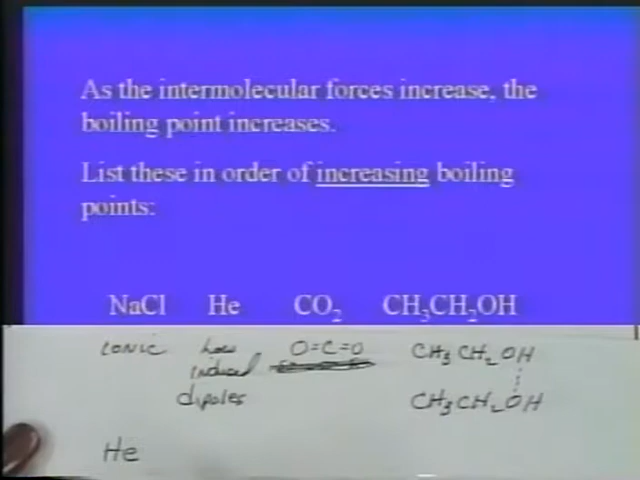 As the intermolecular forces increase, the
boiling point increases.
List these in order of increasing boiling
points:
NaCl He CO₂ CH₃CH₂OH
IONIC how O=C=O CH₃CH₂OH
induced
dipoles CH₃CH₂OH
He